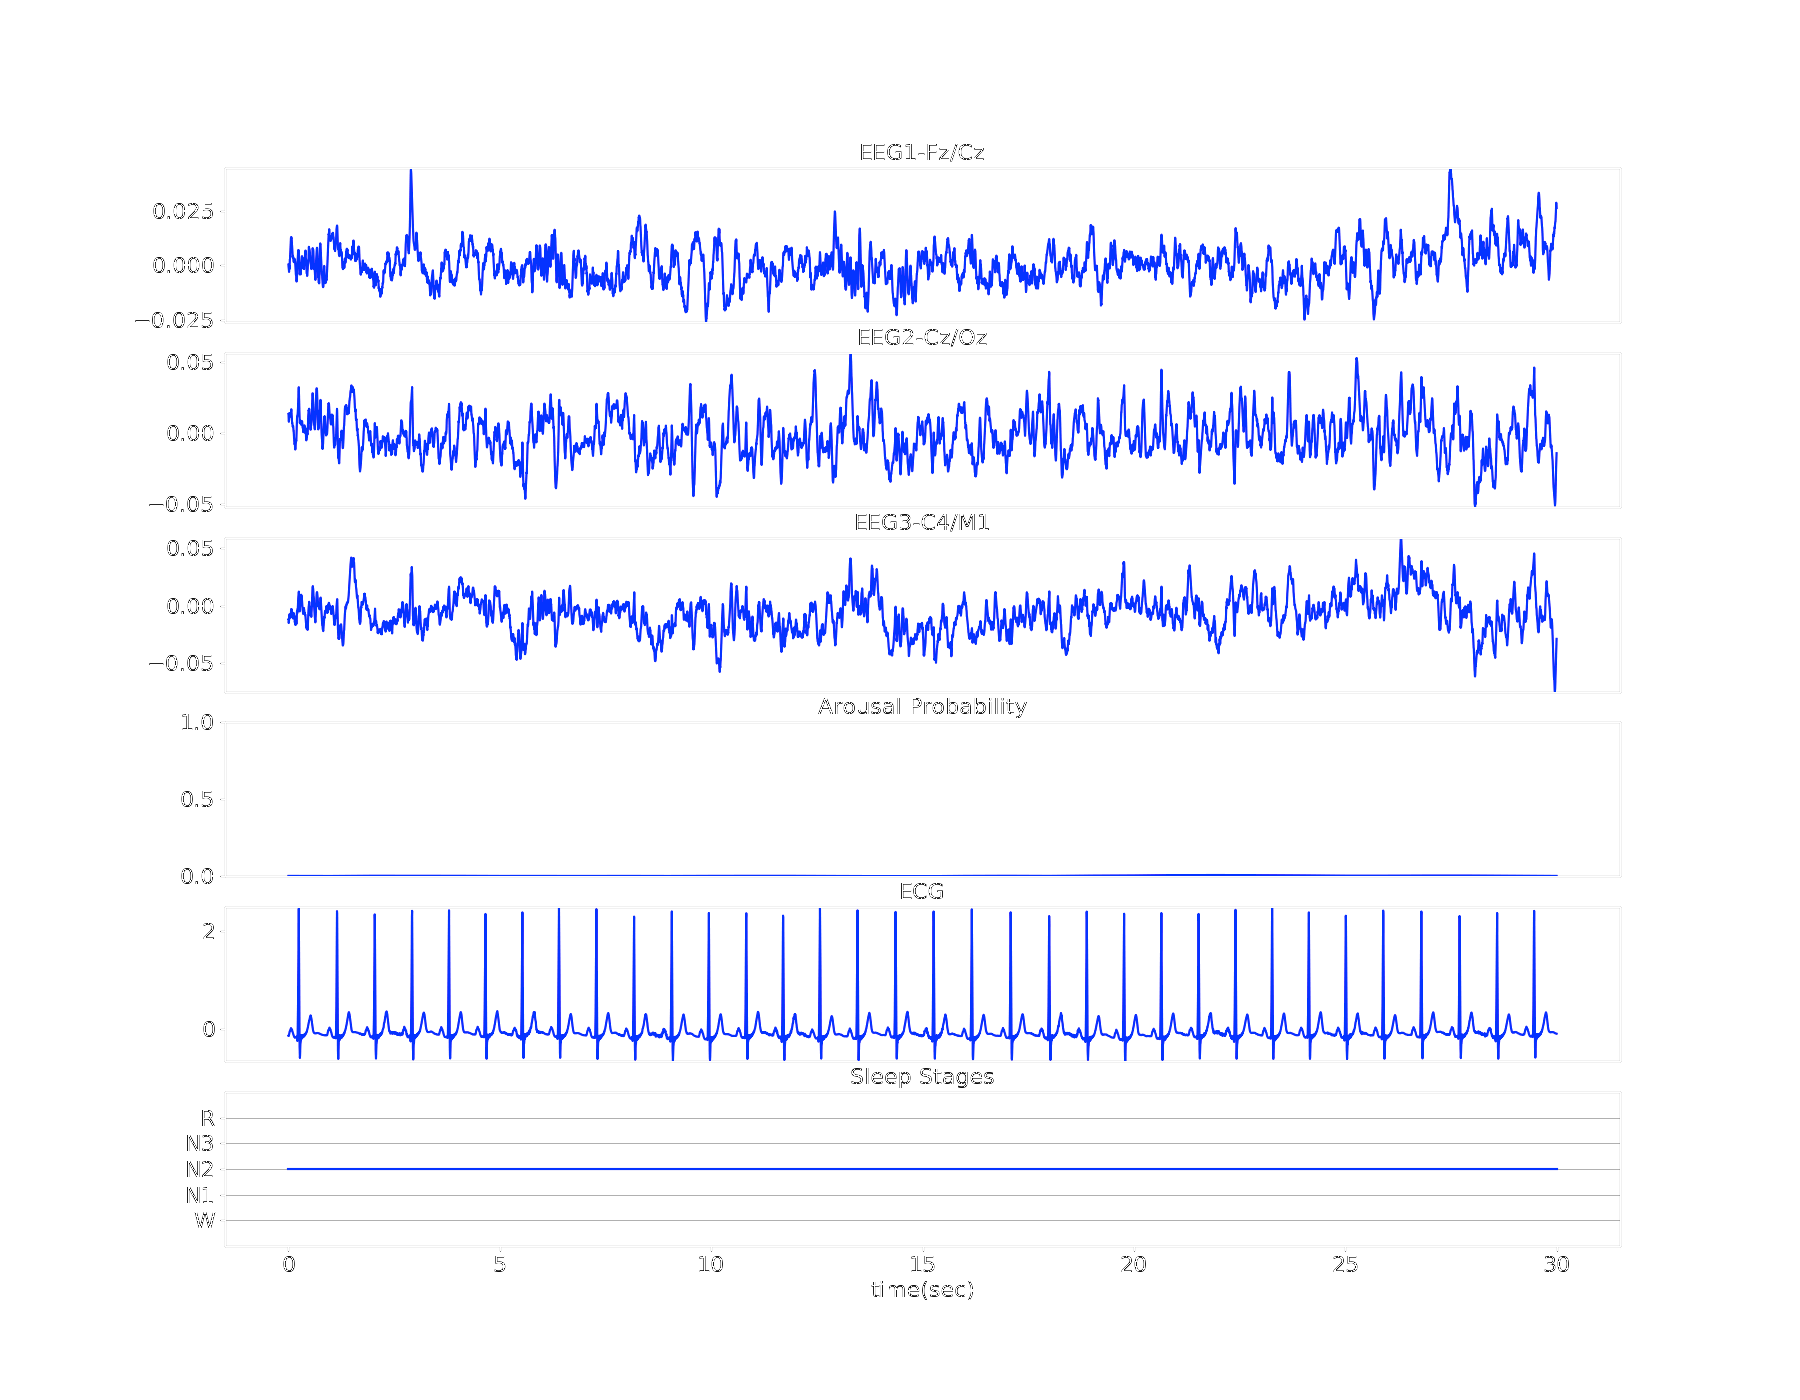 EEG1-Fz/Cz
0.025
0.000
−0.025
EEG2-Cz/Oz
0.05
0.00
−0.05
EEG3-C4/M1
0.05
0.00
−0.05
Arousal Probability
1.0
0.5
0.0
ECG
2
0
Sleep Stages
R
N3
N2
N1
W
0 5 10 15 20 25 30
time(sec)